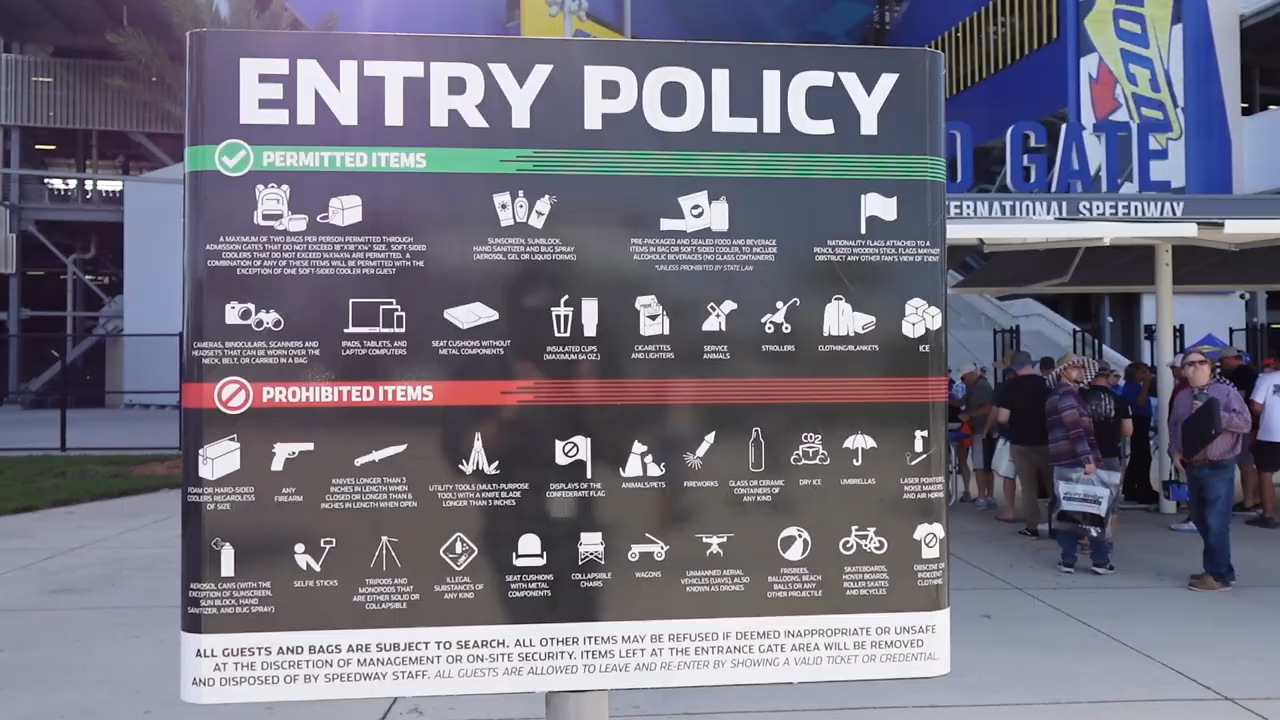 ENTRY POLICY
PERMITTED ITEMS
A MAXIMUM OF TWO BAGS PER PERSON PERMITTED THROUGH
ADMISSION GATES THAT DO NOT EXCEED 18"X18"X14" SIZE. SOFT-SIDED
COOLERS THAT DO NOT EXCEED 14X14X14 ARE PERMITTED. A
COMBINATION OF ANY OF THESE ITEMS WILL BE PERMITTED WITH THE
EXCEPTION OF ONE SOFT-SIDED COOLER PER GUEST
SUNSCREEN, SUNBLOCK,
HAND SANITIZER AND BUG SPRAY
(AEROSOL, GEL OR LIQUID FORMS)
PRE-PACKAGED AND SEALED FOOD AND BEVERAGE
ITEMS IN BAG OR SOFT SIDED COOLER, TO INCLUDE
ALCOHOLIC BEVERAGES (NO GLASS CONTAINERS)
*UNLESS PROHIBITED BY STATE LAW
NATIONALITY FLAGS ATTACHED TO A
PENCIL-SIZED WOODEN STICK. FLAGS MAY NOT
OBSTRUCT ANY OTHER FAN'S VIEW OF EVENT
CAMERAS, BINOCULARS, SCANNERS AND
HEADSETS THAT CAN BE WORN OVER THE
NECK, BELT, OR CARRIED IN A BAG
IPADS, TABLETS, AND
LAPTOP COMPUTERS
SEAT CUSHIONS WITHOUT
METAL COMPONENTS
INSULATED CUPS
(MAXIMUM 64 OZ.)
CIGARETTES
AND LIGHTERS
SERVICE
ANIMALS
STROLLERS
CLOTHING/BLANKETS
ICE
PROHIBITED ITEMS
FOAM OR HARD-SIDED
COOLERS REGARDLESS
OF SIZE
ANY
FIREARM
KNIVES LONGER THAN 3
INCHES IN LENGTH WHEN
CLOSED OR LONGER THAN 6
INCHES IN LENGTH WHEN OPEN
UTILITY TOOLS (MULTI-PURPOSE
TOOL) WITH A KNIFE BLADE
LONGER THAN 3 INCHES
DISPLAYS OF THE
CONFEDERATE FLAG
ANIMALS/PETS
FIREWORKS
GLASS OR CERAMIC
CONTAINERS OF
ANY KIND
CO2
DRY ICE
UMBRELLAS
LASER POINTERS
NOISE MAKERS
AND AIR HORNS
AEROSOL CANS (WITH THE
EXCEPTION OF SUNSCREEN,
SUN BLOCK, HAND
SANITIZER, AND BUG SPRAY)
SELFIE STICKS
TRIPODS AND
MONOPODS THAT
ARE EITHER SOLID OR
COLLAPSIBLE
ILLEGAL
SUBSTANCES OF
ANY KIND
SEAT CUSHIONS
WITH METAL
COMPONENTS
COLLAPSIBLE
CHAIRS
WAGONS
UNMANNED AERIAL
VEHICLES (UAVS), ALSO
KNOWN AS DRONES
FRISBEES,
BALLOONS, BEACH
BALLS OR ANY
OTHER PROJECTILE
SKATEBOARDS,
HOVER BOARDS,
ROLLER SKATES
AND BICYCLES
OBSCENE OR
INDECENT
CLOTHING
ALL GUESTS AND BAGS ARE SUBJECT TO SEARCH. ALL OTHER ITEMS MAY BE REFUSED IF DEEMED INAPPROPRIATE OR UNSAFE
AT THE DISCRETION OF MANAGEMENT OR ON-SITE SECURITY. ITEMS LEFT AT THE ENTRANCE GATE AREA WILL BE REMOVED
AND DISPOSED OF BY SPEEDWAY STAFF. ALL GUESTS ARE ALLOWED TO LEAVE AND RE-ENTER BY SHOWING A VALID TICKET OR CREDENTIAL.
OCO
O GATE
ERNATIONAL SPEEDWAY